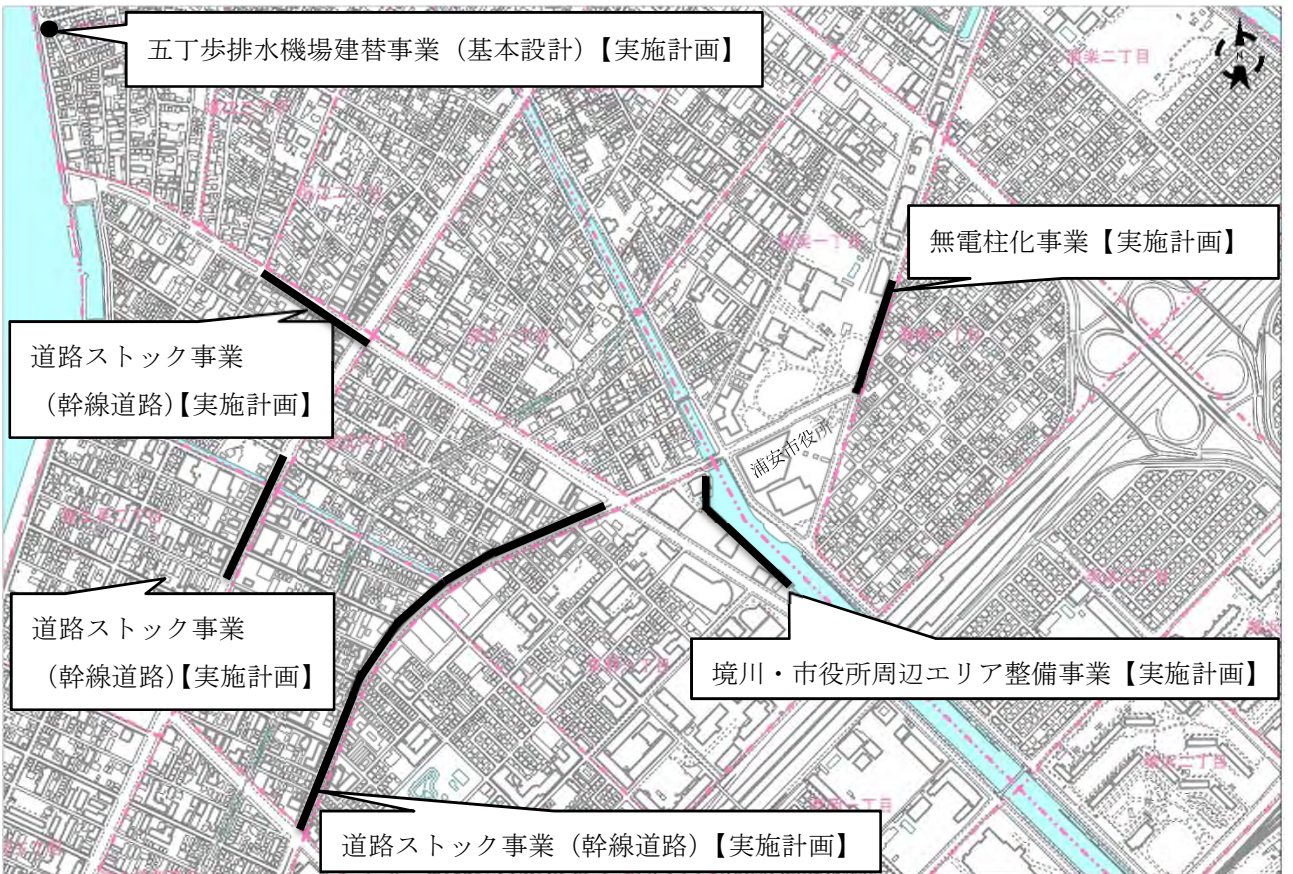 五丁歩排水機場建替事業（基本設計）【実施計画】
無電柱化事業【実施計画】
道路ストック事業
（幹線道路）【実施計画】
浦安市役所
道路ストック事業
（幹線道路）【実施計画】
境川・市役所周辺エリア整備事業【実施計画】
道路ストック事業（幹線道路）【実施計画】
N